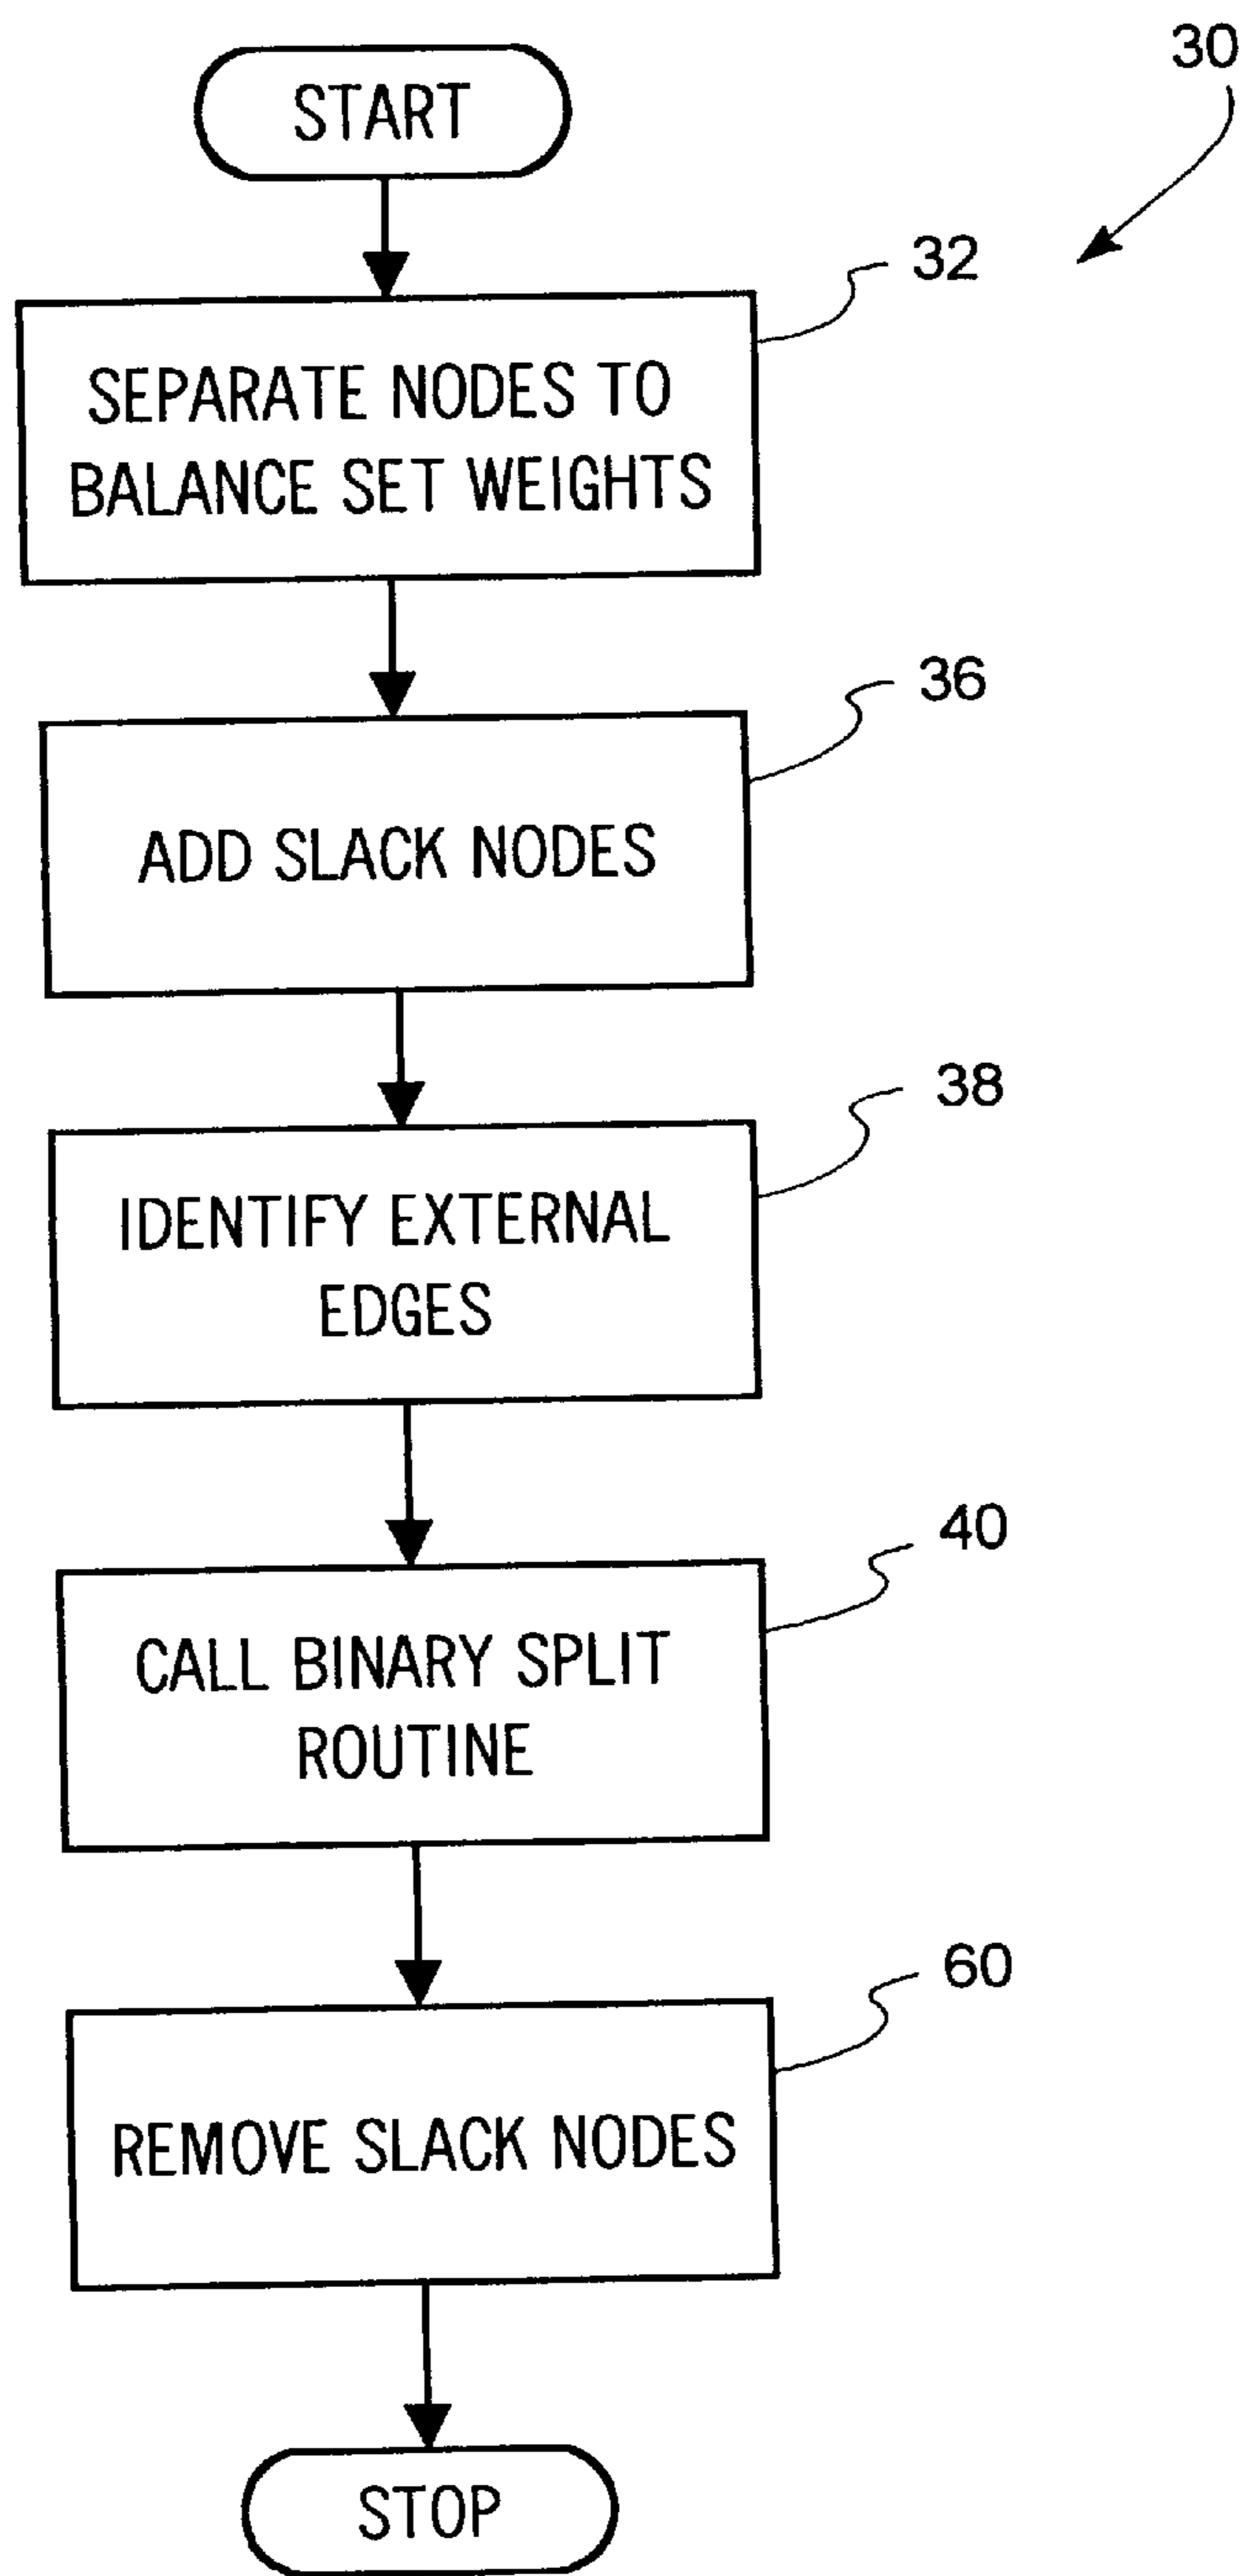 30
START
32
SEPARATE NODES TO
BALANCE SET WEIGHTS
36
ADD SLACK NODES
38
IDENTIFY EXTERNAL
EDGES
40
CALL BINARY SPLIT
ROUTINE
60
REMOVE SLACK NODES
STOP